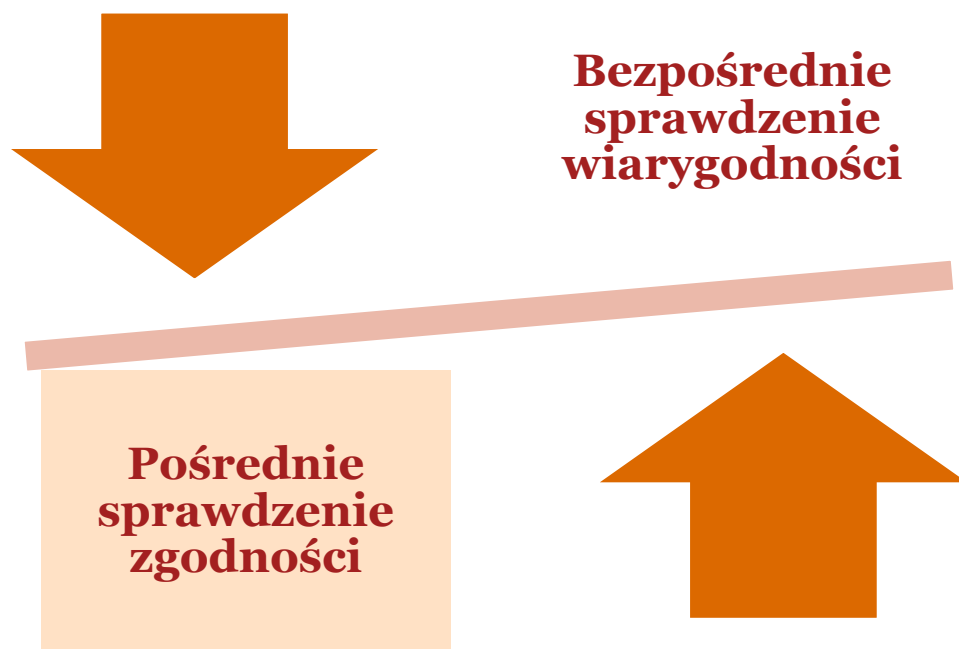 Bezpośrednie
sprawdzenie
wiarygodności
Pośrednie
sprawdzenie
zgodności